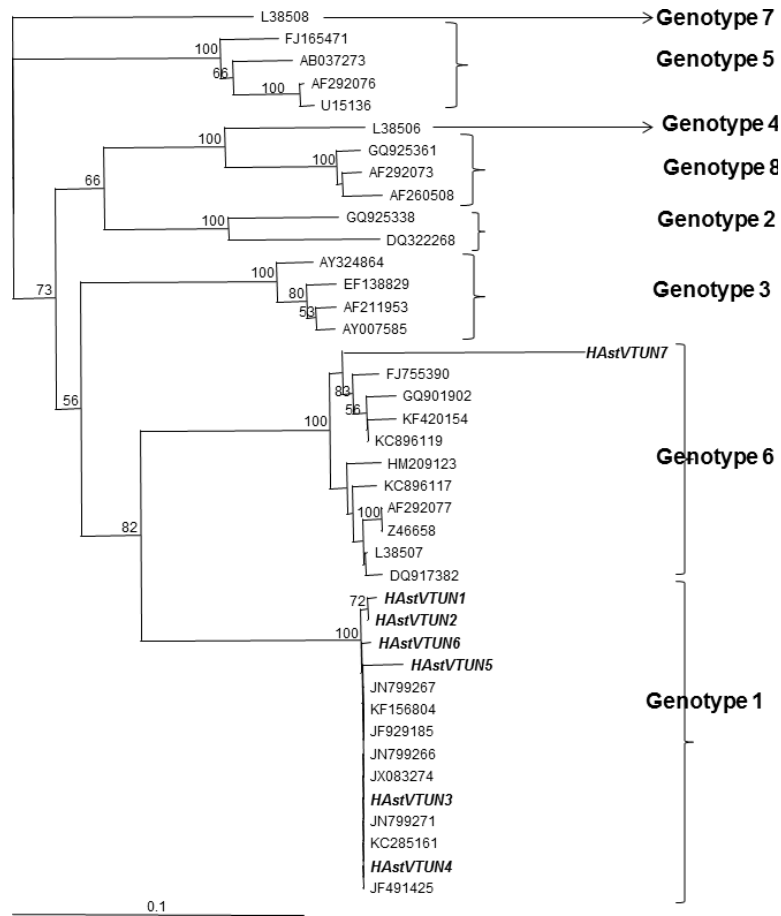 L38508
Genotype 7
100
FJ165471
Genotype 5
66
AB037273
100
AF292076
U15136
L38506
Genotype 4
100
GQ925361
100
AF292073
Genotype 8
AF260508
66
GQ925338
Genotype 2
100
DQ322268
AY324864
100
EF138829
Genotype 3
80
AF211953
53
AY007585
73
HAstVTUN7
FJ755390
83
GQ901902
56
KF420154
56
100
KC896119
HM209123
Genotype 6
KC896117
AF292077
100
Z46658
82
L38507
DQ917382
72
HAstVTUN1
HAstVTUN2
100
HAstVTUN6
HAstVTUN5
JN799267
Genotype 1
KF156804
JF929185
JN799266
JX083274
HAstVTUN3
JN799271
KC285161
HAstVTUN4
JF491425
0.1